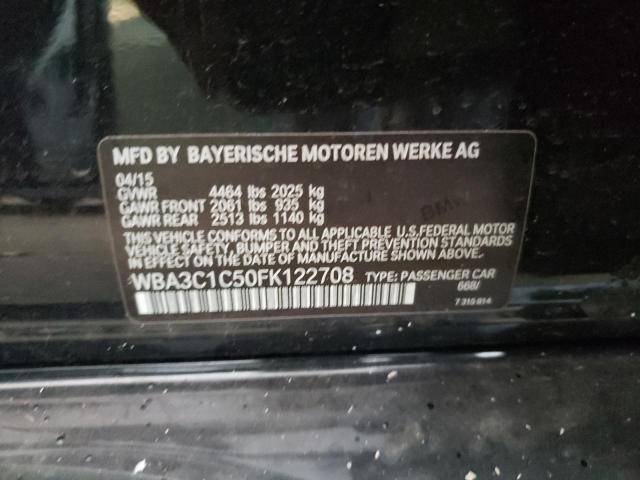 MFD BY BAYERISCHE MOTOREN WERKE AG
04/15
GVWR 4464 lbs 2025 kg
GAWR FRONT 2061 lbs 935 kg
GAWR REAR 2513 lbs 1140 kg
THIS VEHICLE CONFORMS TO ALL APPLICABLE U.S.FEDERAL MOTOR
VEHICLE SAFETY, BUMPER AND THEFT PREVENTION STANDARDS
IN EFFECT ON THE DATE OF MANUFACTURE SHOWN ABOVE.
WBA3C1C50FK122708 TYPE: PASSENGER CAR
668/
7 310 814
BMW